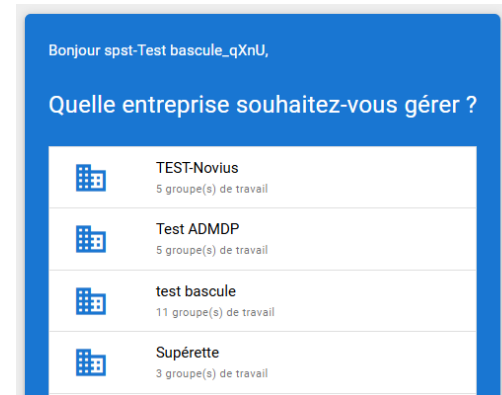 Bonjour spst-Test bascule_qXnU,
Quelle entreprise souhaitez-vous gérer ?
TEST-Novius
5 groupe(s) de travail
Test ADMDP
5 groupe(s) de travail
test bascule
11 groupe(s) de travail
Supérette
3 groupe(s) de travail